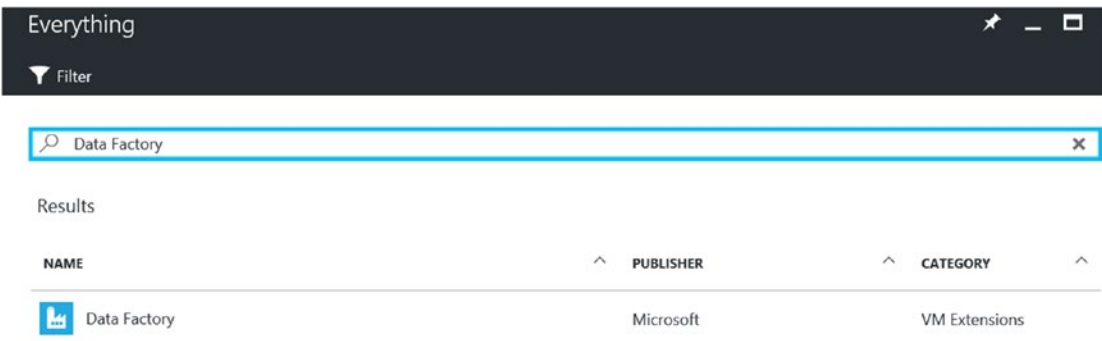 Everything
Filter
Data Factory
Results
NAME PUBLISHER CATEGORY
Data Factory Microsoft VM Extensions